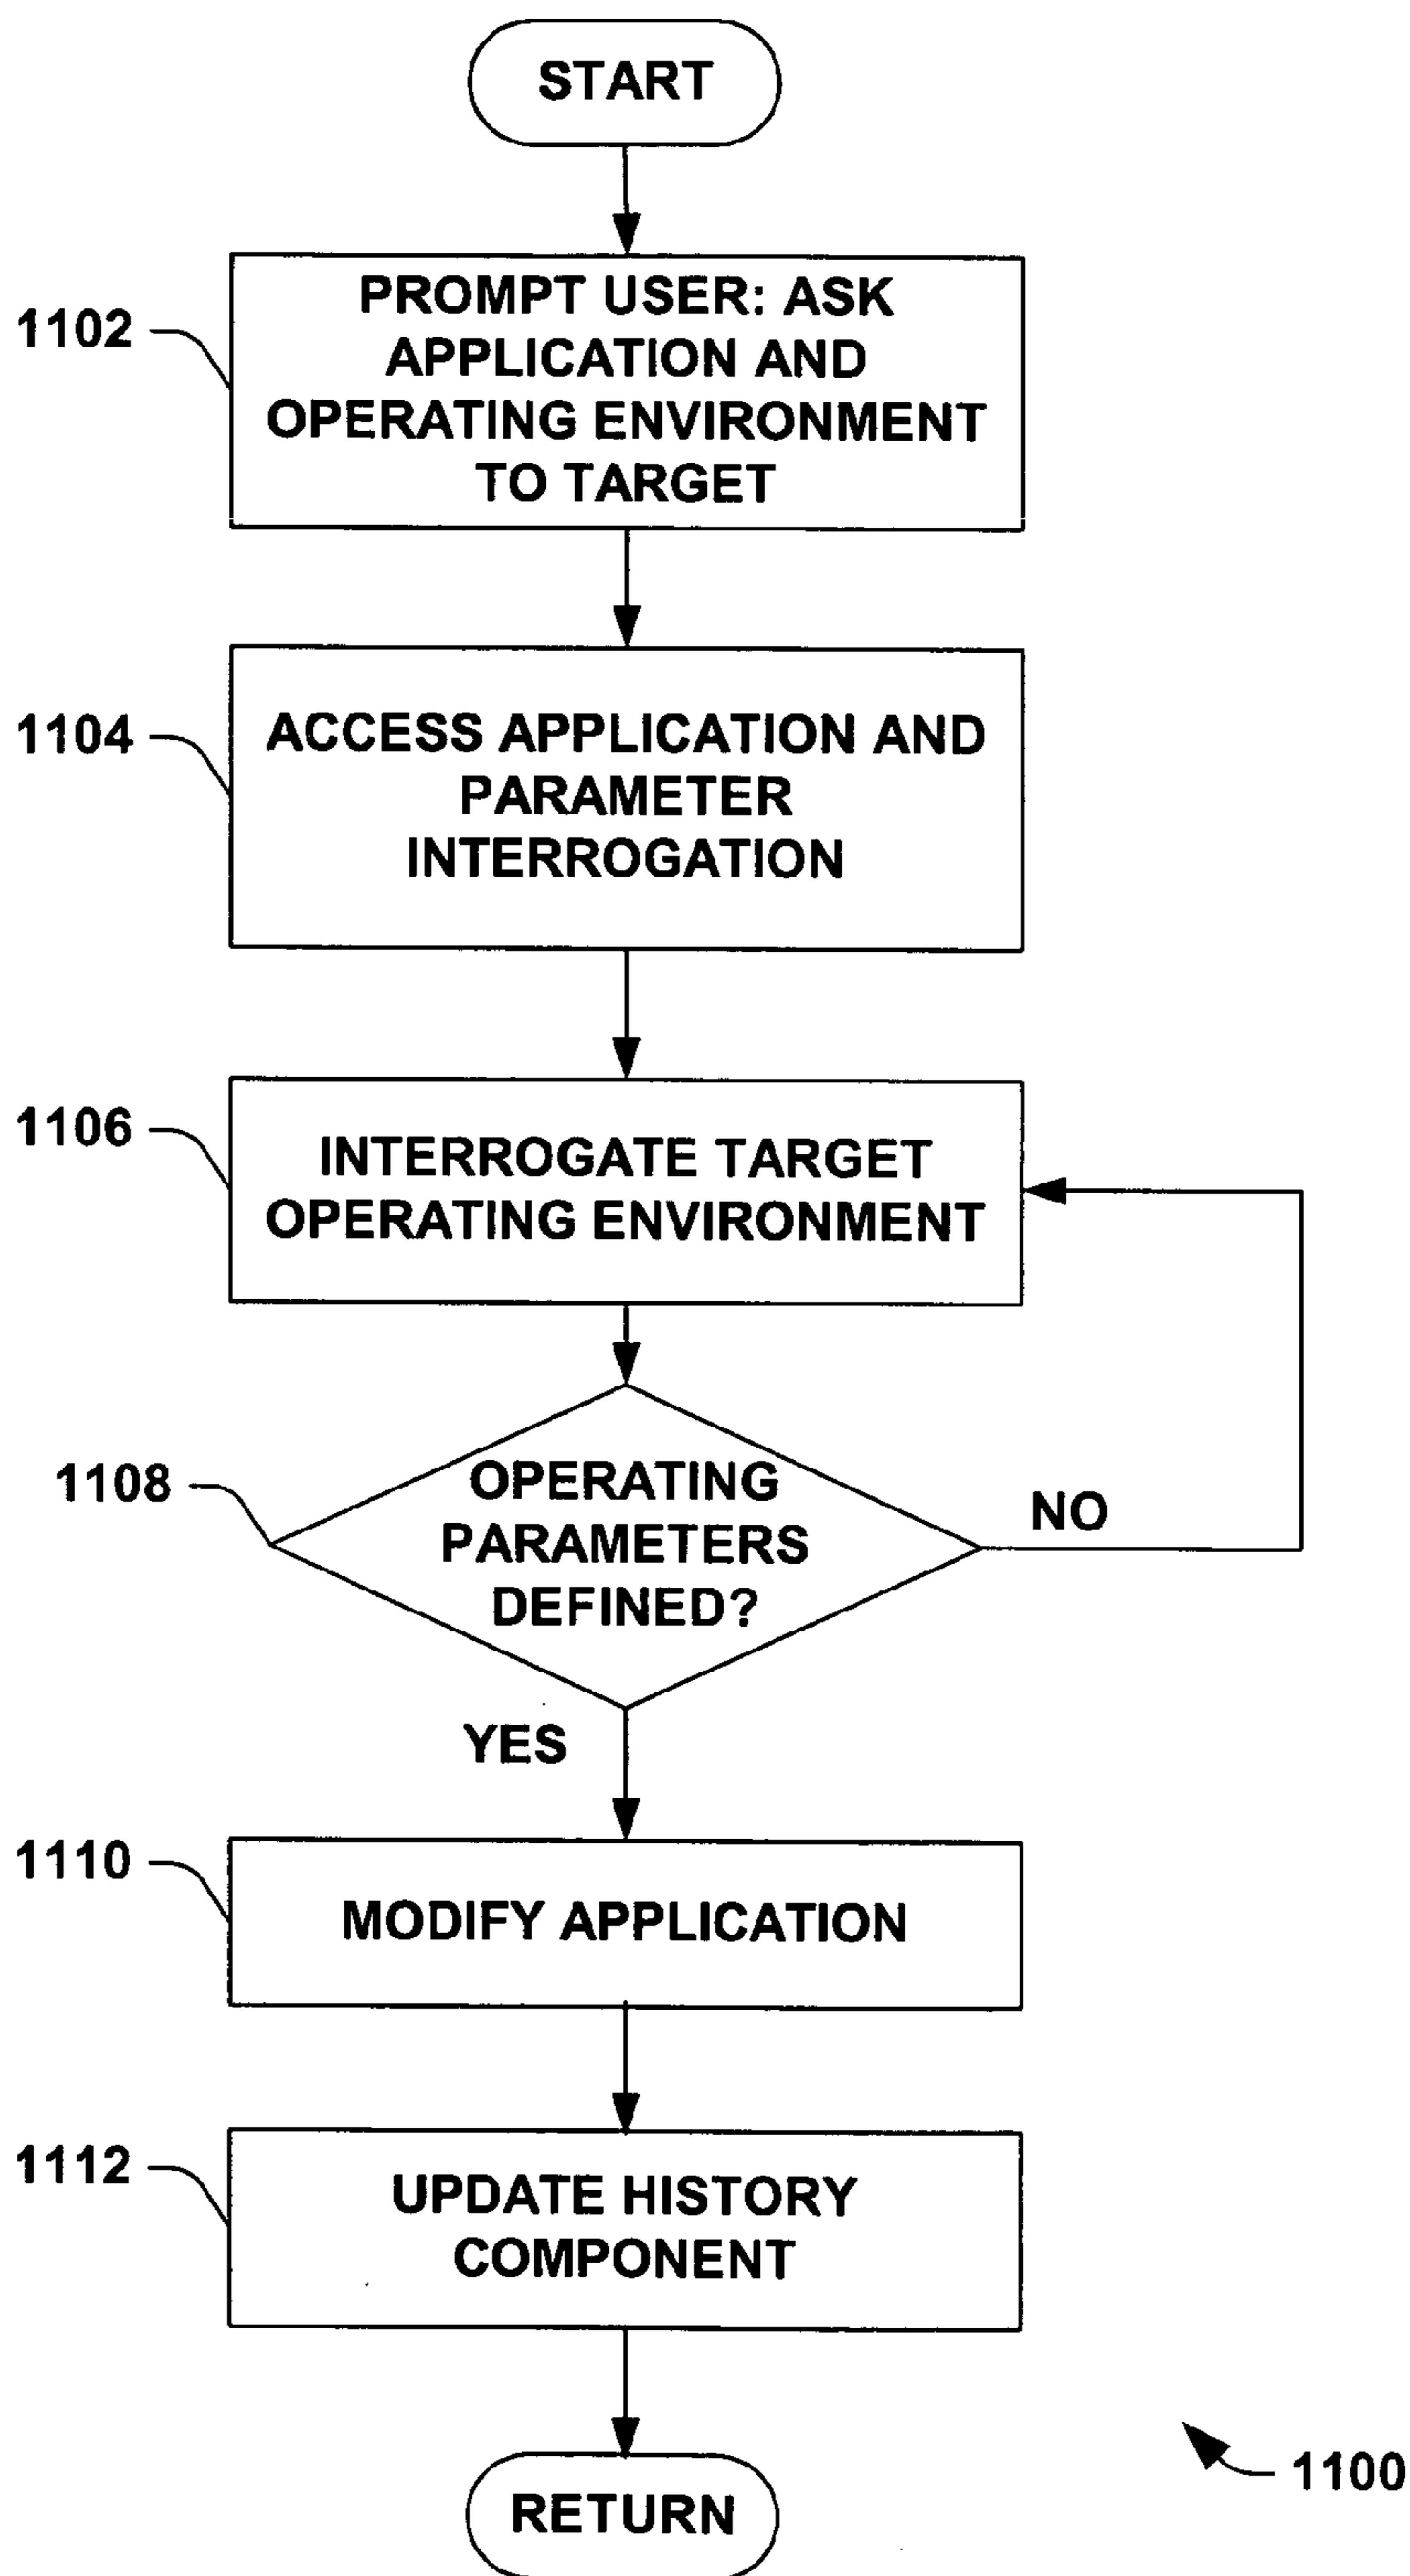 START
1102
PROMPT USER: ASK
APPLICATION AND
OPERATING ENVIRONMENT
TO TARGET
1104
ACCESS APPLICATION AND
PARAMETER
INTERROGATION
1106
INTERROGATE TARGET
OPERATING ENVIRONMENT
1108
OPERATING
PARAMETERS
DEFINED?
NO
YES
1110
MODIFY APPLICATION
1112
UPDATE HISTORY
COMPONENT
1100
RETURN